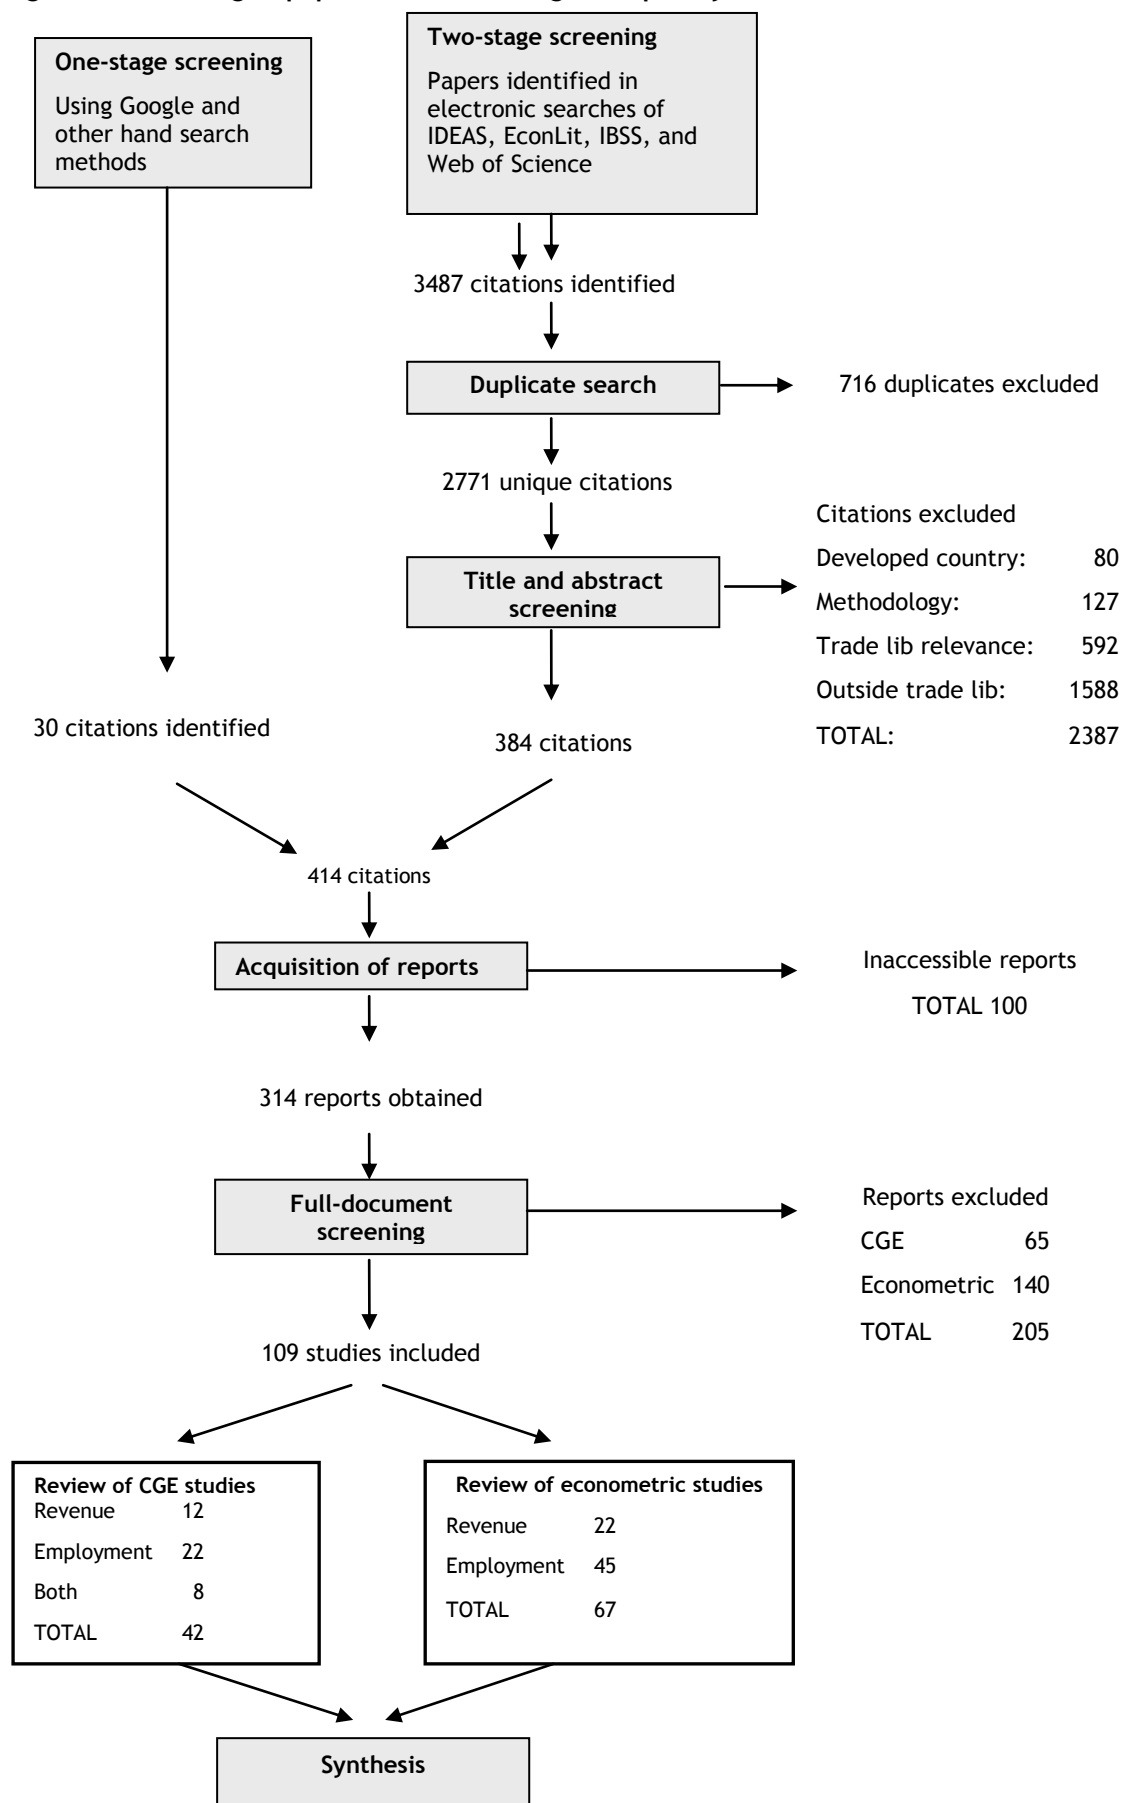 One-stage screening
Using Google and
other hand search
methods
Two-stage screening
Papers identified in
electronic searches of
IDEAS, EconLit, IBSS, and
Web of Science
3487 citations identified
Duplicate search
716 duplicates excluded
2771 unique citations
Title and abstract
screening
Citations excluded
Developed country: 80
Methodology: 127
Trade lib relevance: 592
Outside trade lib: 1588
TOTAL: 2387
30 citations identified
384 citations
414 citations
Acquisition of reports
Inaccessible reports
TOTAL 100
314 reports obtained
Full-document
screening
Reports excluded
CGE 65
Econometric 140
TOTAL 205
109 studies included
Review of CGE studies
Revenue 12
Employment 22
Both 8
TOTAL 42
Review of econometric studies
Revenue 22
Employment 45
TOTAL 67
Synthesis